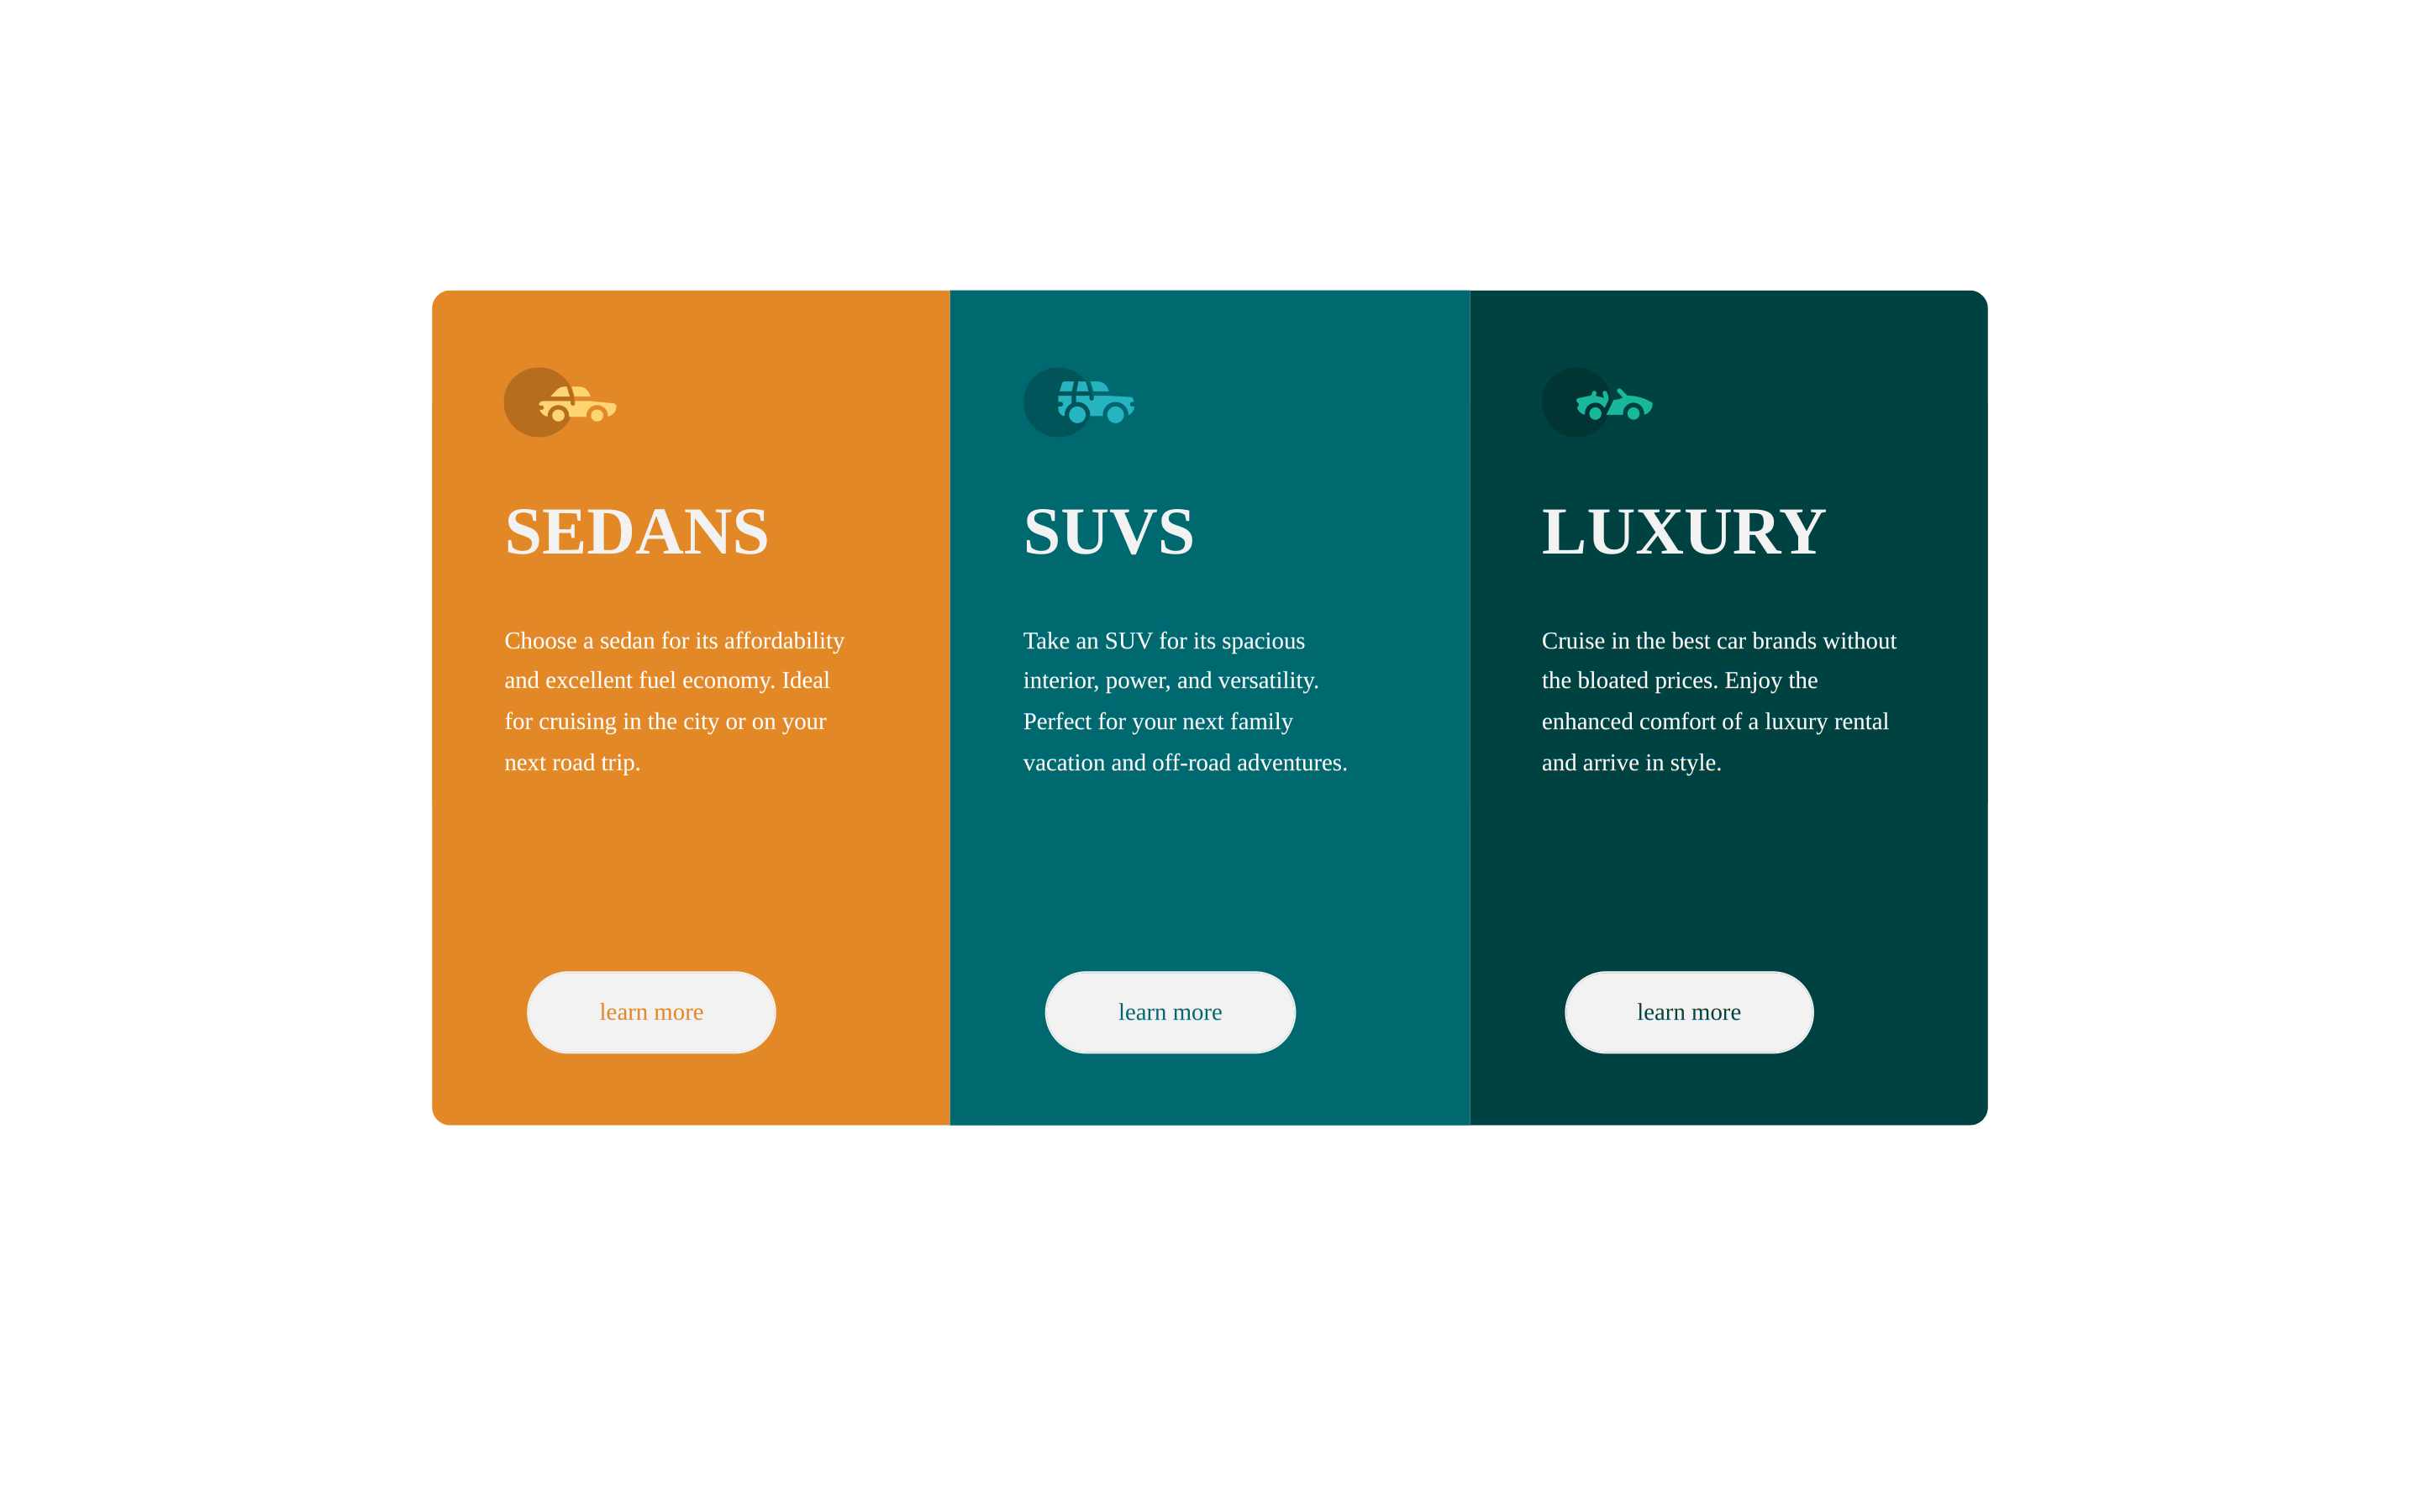 SEDANS
Choose a sedan for its affordability
and excellent fuel economy. Ideal
for cruising in the city or on your
next road trip.
learn more
SUVS
Take an SUV for its spacious
interior, power, and versatility.
Perfect for your next family
vacation and off-road adventures.
learn more
LUXURY
Cruise in the best car brands without
the bloated prices. Enjoy the
enhanced comfort of a luxury rental
and arrive in style.
learn more